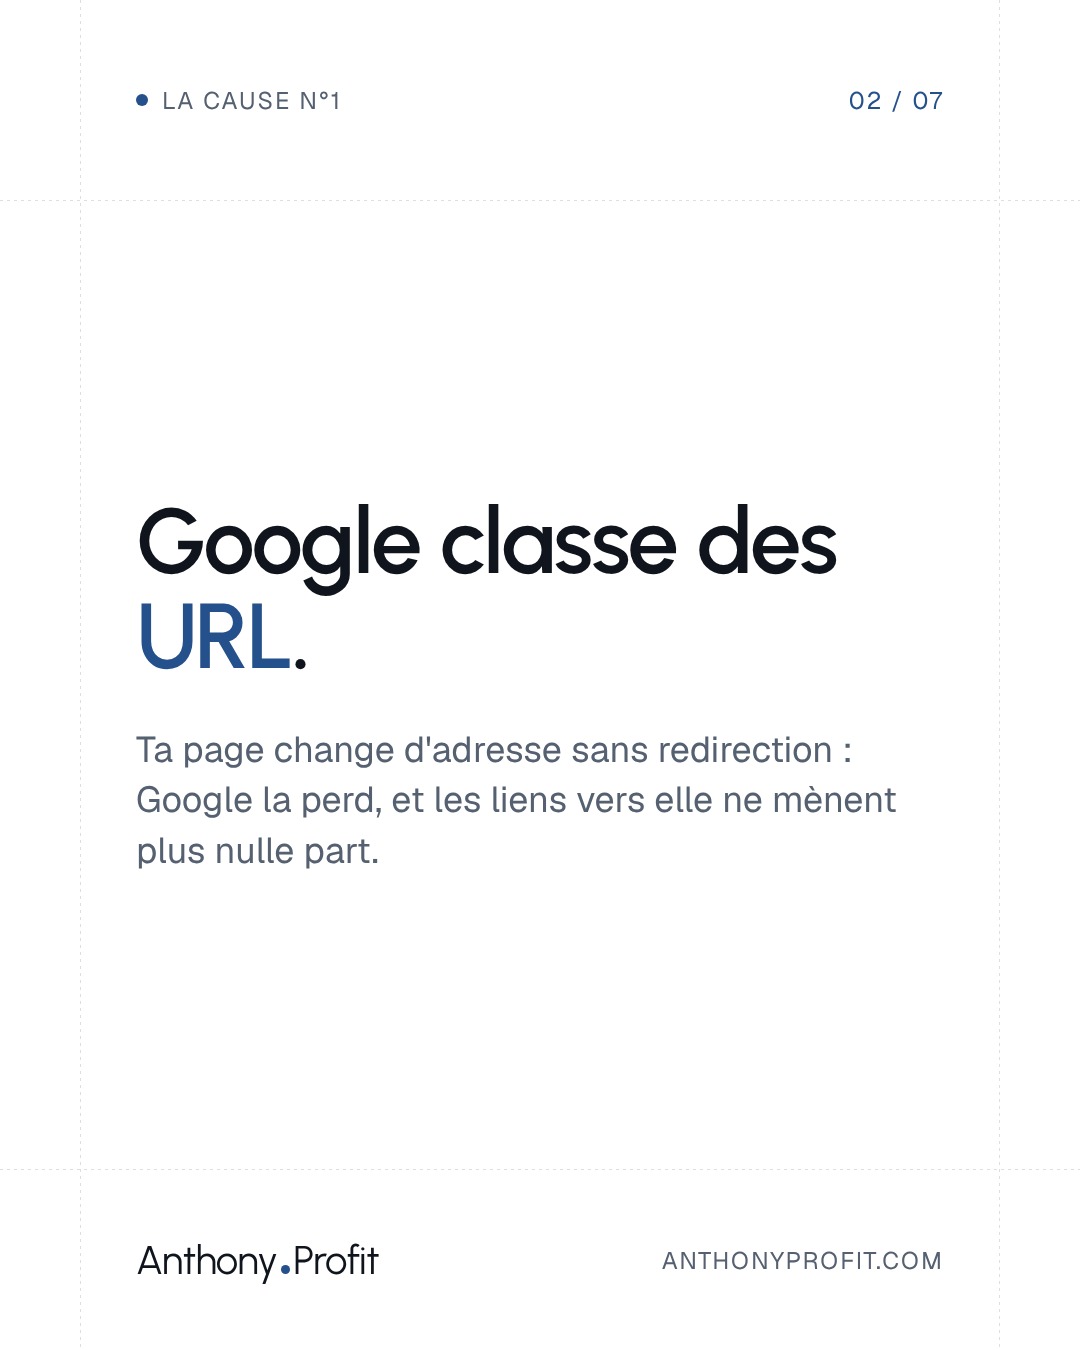 LA CAUSE N°1
02 / 07
Google classe des
URL.
Ta page change d'adresse sans redirection :
Google la perd, et les liens vers elle ne mènent
plus nulle part.
Anthony.Profit
ANTHONYPROFIT.COM